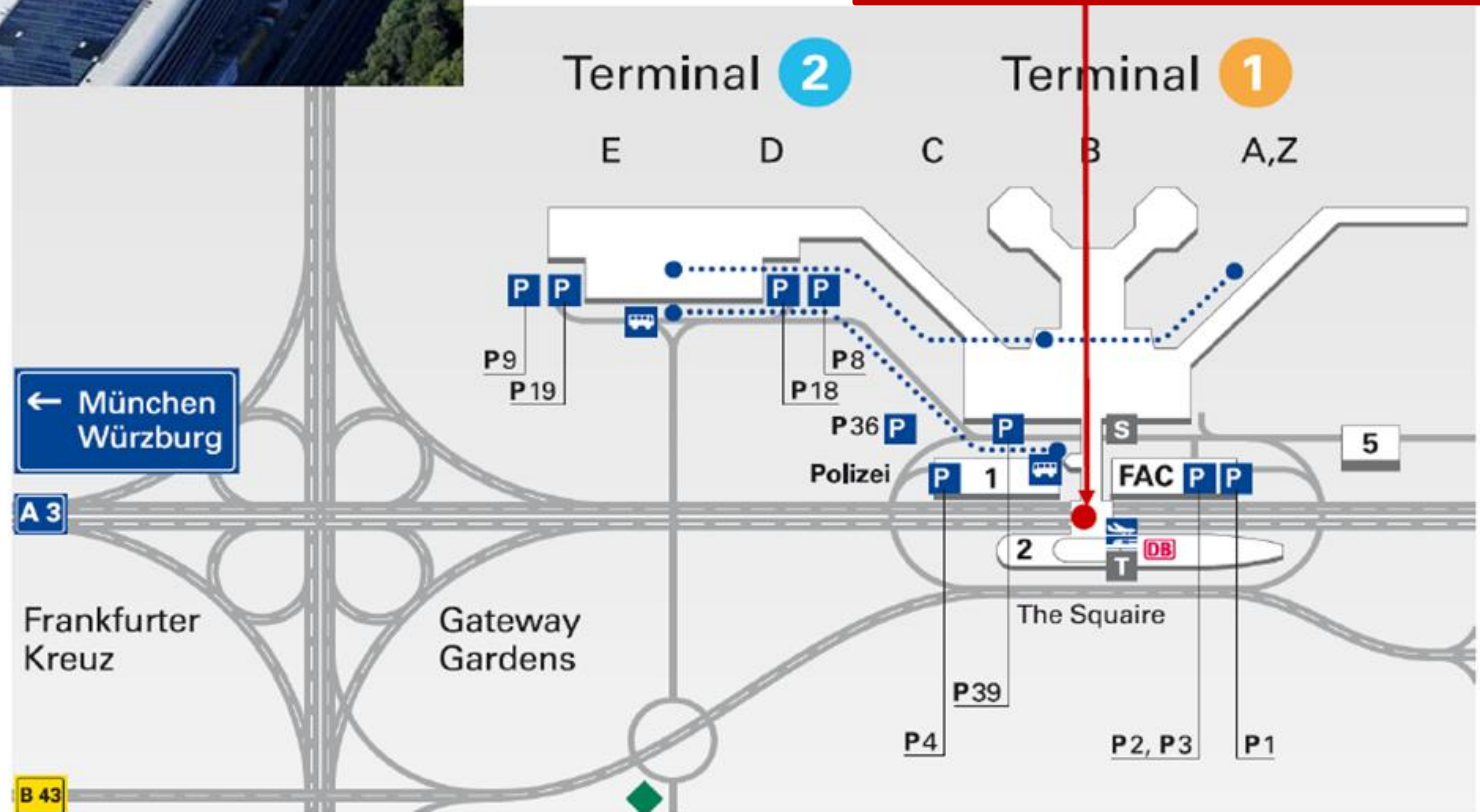 Terminal 2
Terminal 1
E
D
C
B
A,Z
P
P
P
P
P9
P19
P8
P18
← München
Würzburg
P36 P
P
S
5
Polizei
P
1
FAC
P
P
A 3
2
DB
T
The Squaire
Frankfurter
Kreuz
Gateway
Gardens
P39
P4
P2, P3
P1
B 43